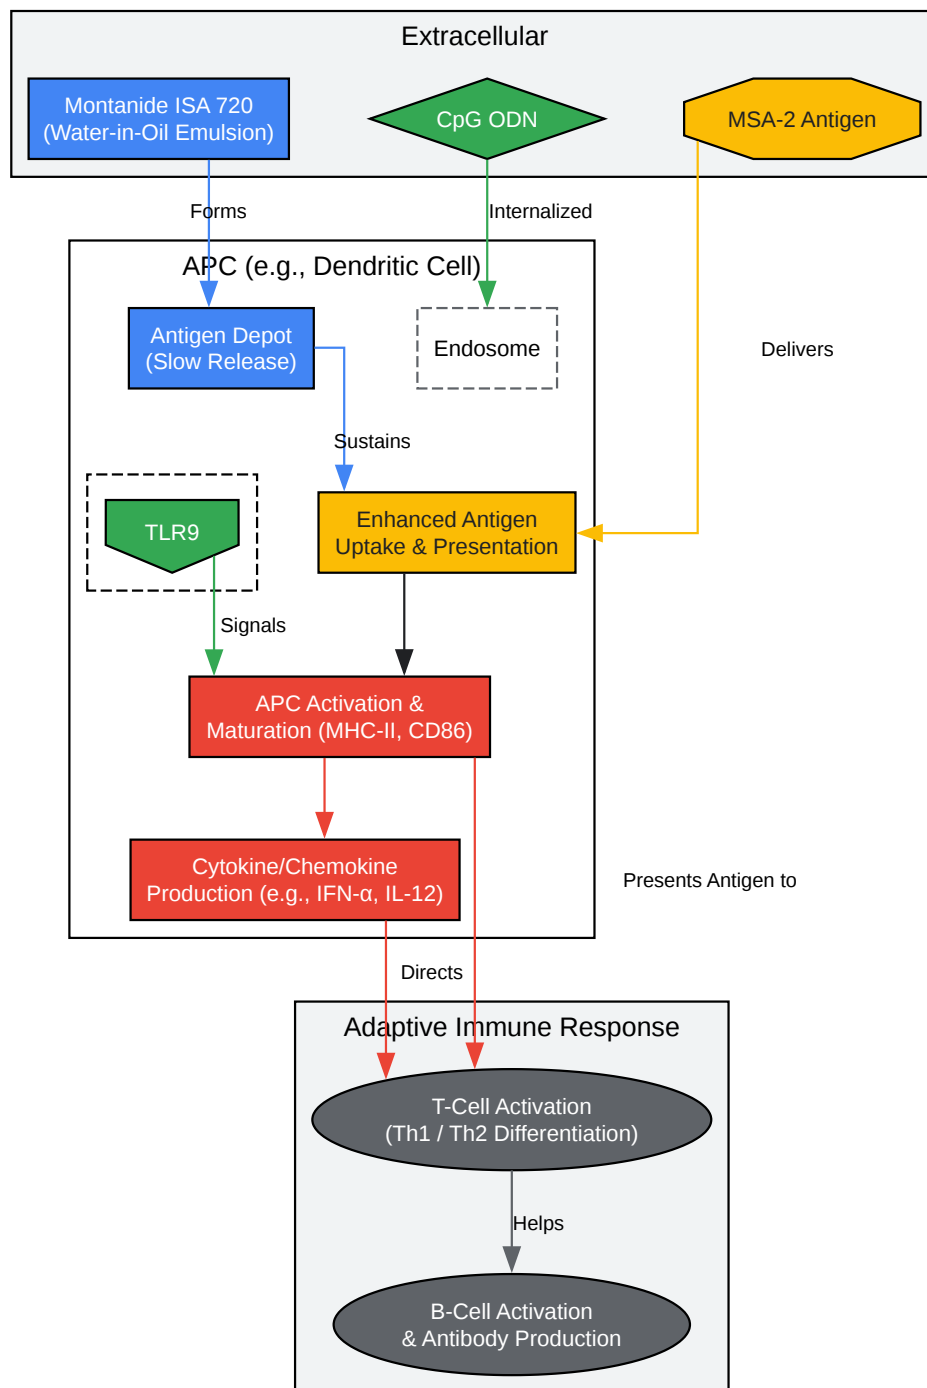 Extracellular
Montanide ISA 720
(Water-in-Oil Emulsion)
CpG ODN
MSA-2 Antigen
Forms
Internalized
APC (e.g., Dendritic Cell)
Antigen Depot
(Slow Release)
Endosome
Delivers
Sustains
TLR9
Enhanced Antigen
Uptake & Presentation
Signals
APC Activation &
Maturation (MHC-II, CD86)
Cytokine/Chemokine
Production (e.g., IFN-α, IL-12)
Presents Antigen to
Directs
Adaptive Immune Response
T-Cell Activation
(Th1 / Th2 Differentiation)
Helps
B-Cell Activation
& Antibody Production